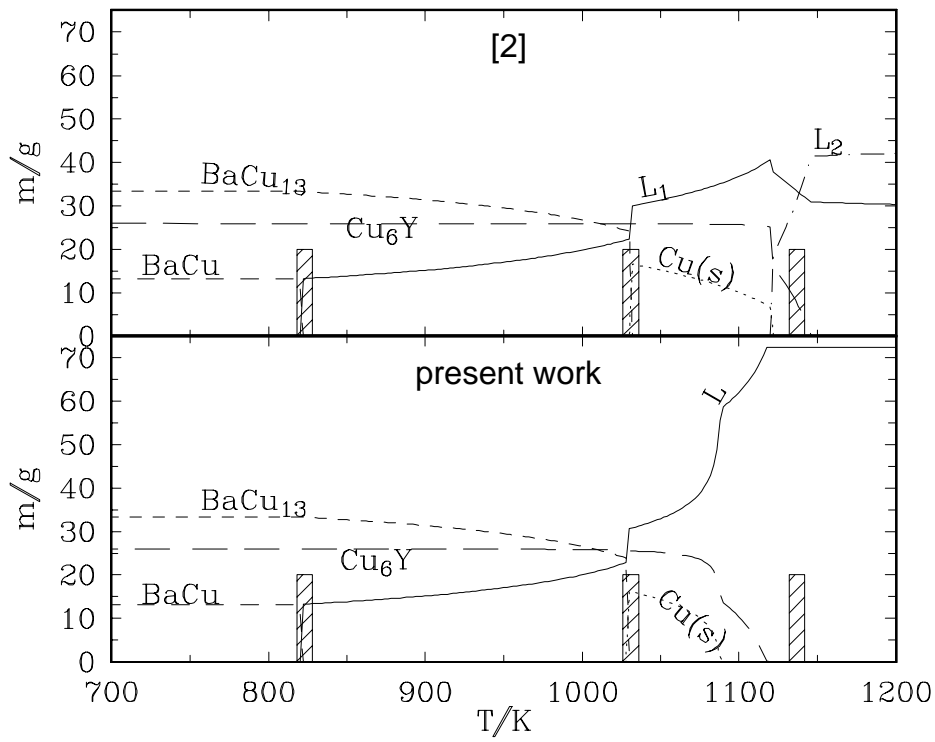 70
60
50
40
30
20
10
0
m/g
[2]
BaCu₁₃
Cu₆Y
BaCu
L₁
L₂
Cu(s)
70
60
50
40
30
20
10
0
m/g
present work
BaCu₁₃
Cu₆Y
BaCu
L
Cu(s)
700 800 900 1000 1100 1200
T/K